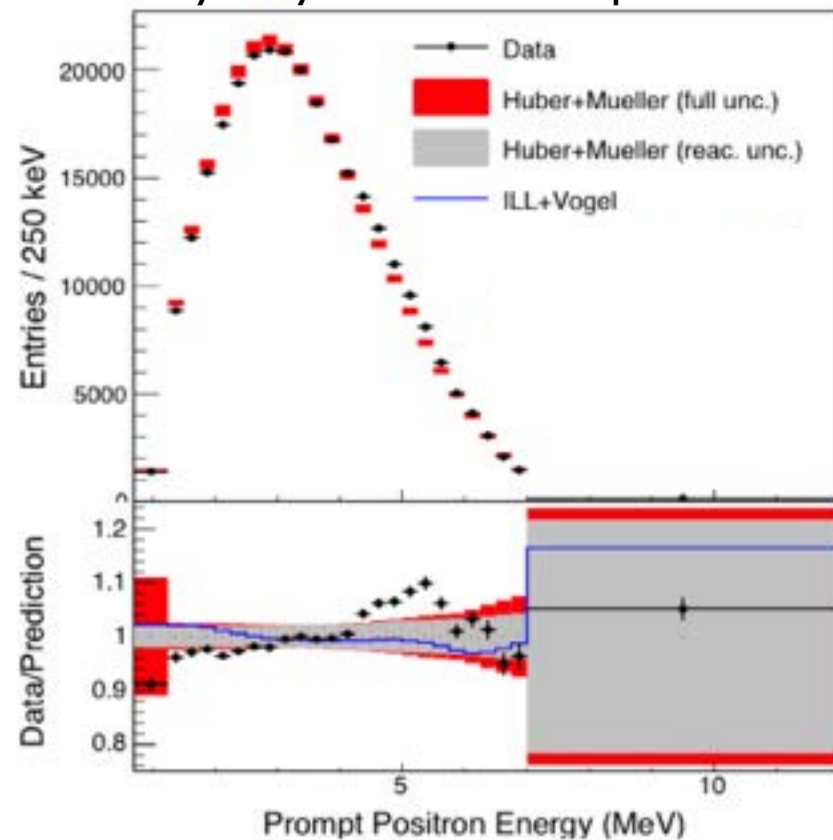 20000
15000
10000
5000
Entries / 250 keV
Data
Huber+Mueller (full unc.)
Huber+Mueller (reac. unc.)
ILL+Vogel
1.2
1.1
1
0.9
0.8
Data/Prediction
5
10
Prompt Positron Energy (MeV)